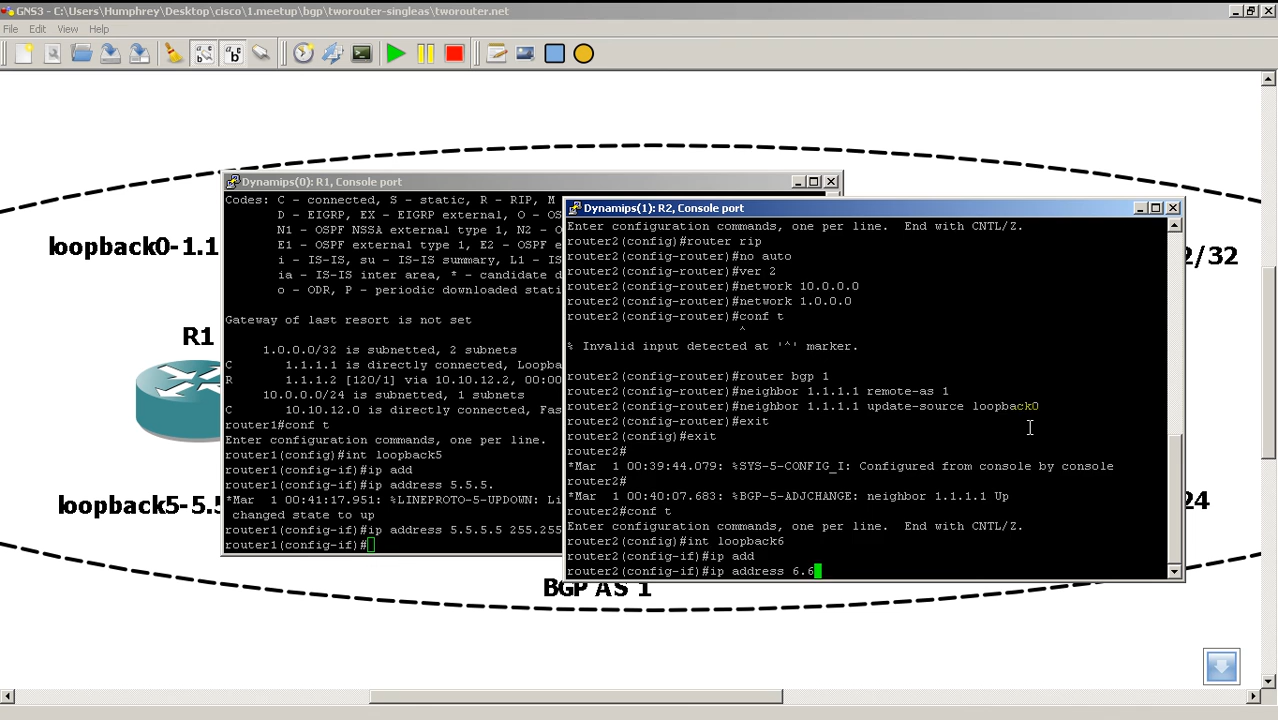 GNS3 - C:\Users\Humphrey\Desktop\cisco\1.meetup\bgp\tworouter-singleas\tworouter.net
File Edit View Help
loopback0-1.1
R1
loopback5-5.5
2/32
24
BGP AS 1
Dynamips(0): R1, Console port
Codes: C - connected, S - static, R - RIP, M
D - EIGRP, EX - EIGRP external, O - OS
N1 - OSPF NSSA external type 1, N2 - O
E1 - OSPF external type 1, E2 - OSPF e
i - IS-IS, su - IS-IS summary, L1 - IS
ia - IS-IS inter area, * - candidate d
o - ODR, P - periodic downloaded stati
Gateway of last resort is not set
1.0.0.0/32 is subnetted, 2 subnets
C 1.1.1.1 is directly connected, Loopba
R 1.1.1.2 [120/1] via 10.10.12.2, 00:00
10.0.0.0/24 is subnetted, 1 subnets
C 10.10.12.0 is directly connected, Fas
router1#conf t
Enter configuration commands, one per line.
router1(config)#int loopback5
router1(config-if)#ip add
router1(config-if)#ip address 5.5.5.
*Mar 1 00:41:17.951: %LINEPROTO-5-UPDOWN: Li
changed state to up
router1(config-if)#ip address 5.5.5.5 255.255
router1(config-if)#
Dynamips(1): R2, Console port
Enter configuration commands, one per line. End with CNTL/Z.
router2(config)#router rip
router2(config-router)#no auto
router2(config-router)#ver 2
router2(config-router)#network 10.0.0.0
router2(config-router)#network 1.0.0.0
router2(config-router)#conf t
^
% Invalid input detected at '^' marker.
router2(config-router)#router bgp 1
router2(config-router)#neighbor 1.1.1.1 remote-as 1
router2(config-router)#neighbor 1.1.1.1 update-source loopback0
router2(config-router)#exit
router2(config)#exit
router2#
*Mar 1 00:39:44.079: %SYS-5-CONFIG_I: Configured from console by console
router2#
*Mar 1 00:40:07.683: %BGP-5-ADJCHANGE: neighbor 1.1.1.1 Up
router2#conf t
Enter configuration commands, one per line. End with CNTL/Z.
router2(config)#int loopback6
router2(config-if)#ip add
router2(config-if)#ip address 6.6